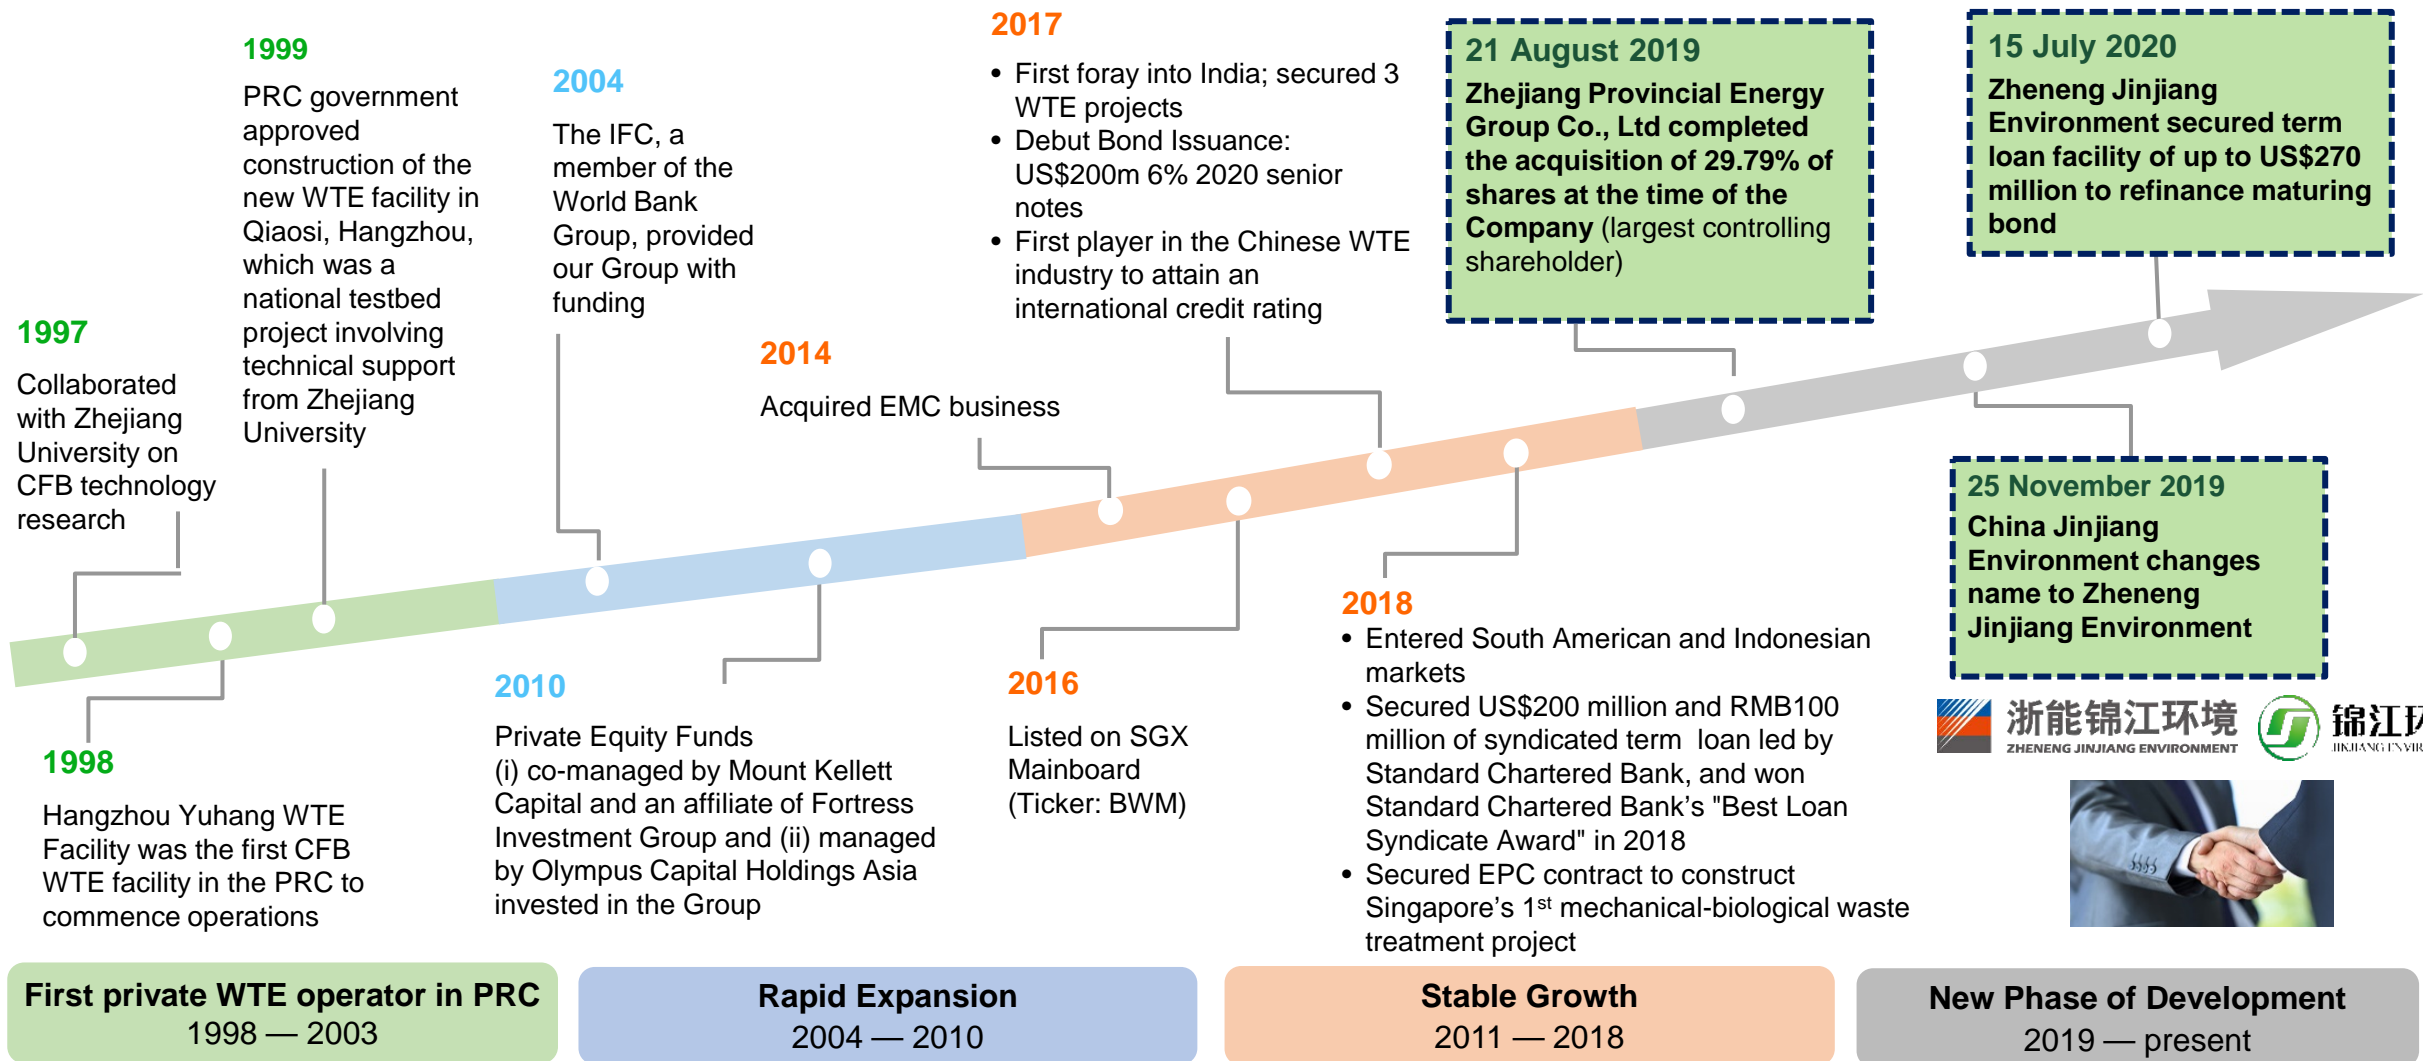 1997
Collaborated
with Zhejiang
University on
CFB technology
research
1998
Hangzhou Yuhang WTE
Facility was the first CFB
WTE facility in the PRC to
commence operations
1999
PRC government
approved
construction of the
new WTE facility in
Qiaosi, Hangzhou,
which was a
national testbed
project involving
technical support
from Zhejiang
University
2004
The IFC, a
member of the
World Bank
Group, provided
our Group with
funding
2010
Private Equity Funds
(i) co-managed by Mount Kellett
Capital and an affiliate of Fortress
Investment Group and (ii) managed
by Olympus Capital Holdings Asia
invested in the Group
2014
Acquired EMC business
2016
Listed on SGX
Mainboard
(Ticker: BWM)
2017
• First foray into India; secured 3
WTE projects
• Debut Bond Issuance:
US$200m 6% 2020 senior
notes
• First player in the Chinese WTE
industry to attain an
international credit rating
2018
• Entered South American and Indonesian
markets
• Secured US$200 million and RMB100
million of syndicated term  loan led by
Standard Chartered Bank, and won
Standard Chartered Bank’s "Best Loan
Syndicate Award" in 2018
• Secured EPC contract to construct
Singapore’s 1st mechanical-biological waste
treatment project
21 August 2019
Zhejiang Provincial Energy
Group Co., Ltd completed
the acquisition of 29.79% of
shares at the time of the
Company (largest controlling
shareholder)
25 November 2019
China Jinjiang
Environment changes
name to Zheneng
Jinjiang Environment
15 July 2020
Zheneng Jinjiang
Environment secured term
loan facility of up to US$270
million to refinance maturing
bond
浙能锦江环境
ZHENENG JINJIANG ENVIRONMENT
锦江
JINJIANG
First private WTE operator in PRC
1998 — 2003
Rapid Expansion
2004 — 2010
Stable Growth
2011 — 2018
New Phase of Development
2019 — present